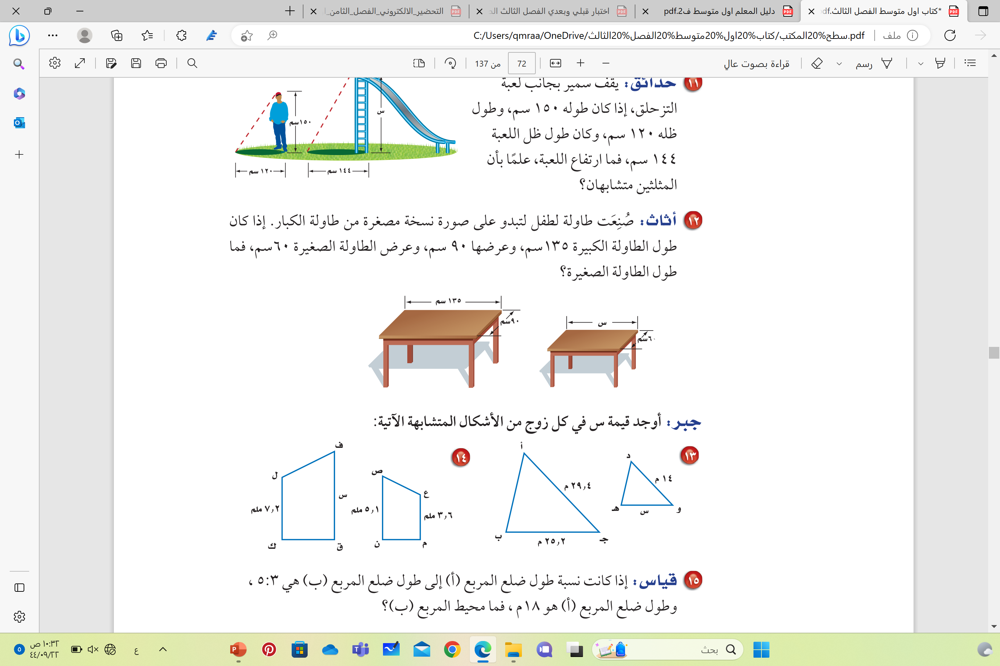 *كتاب اول متوسط الفصل الثالث.pdf
دليل المعلم اول متوسط ف2.pdf
اختبار قبلي وبعدي الفصل الثالث
التحضير_الالكتروني_الفصل_الثامن_
ملف
C:/Users/qmraa/OneDrive/سطح%20المكتب/كتاب%20اول%20متوسط%20الفصل%20الثالث.pdf
رسم
قراءة بصوت عالٍ
72
من 137
١١ حدائق: يقف سمير بجانب لعبة
التزحلق، إذا كان طوله ١٥٠ سم، وطول
ظله ١٢٠ سم، وكان طول ظل اللعبة
١٤٤ سم، فما ارتفاع اللعبة، علمًا بأن
المثلثين متشابهان؟
س
١٥٠سم
١٤٤ سم
١٢٠ سم
١٢ أثاث: صُنِعَت طاولة لطفل لتبدو على صورة نسخة مصغرة من طاولة الكبار. إذا كان
طول الطاولة الكبيرة ١٣٥سم، وعرضها ٩٠ سم، وعرض الطاولة الصغيرة ٦٠سم، فما
طول الطاولة الصغيرة؟
١٣٥ سم
٩٠سم
س
٦٠سم
جبر: أوجد قيمة س في كل زوج من الأشكال المتشابهة الآتية:
١٣
د
١٤ م
و
س
هـ
أ
٢٩٫٤ م
جـ
٢٥٫٢ م
ب
١٤
ص
ع
٣٫٦ ملم
م
ن
٥٫١ ملم
ف
س
ق
ك
٧٫٢ ملم
ل
١٥ قياس: إذا كانت نسبة طول ضلع المربع (أ) إلى طول ضلع المربع (ب) هي ٥:٣ ،
وطول ضلع المربع (أ) هو ١٨م ، فما محيط المربع (ب)؟
بحث
ع
١٠:٣٢ ص
٤٤/٠٩/٢٢
٥